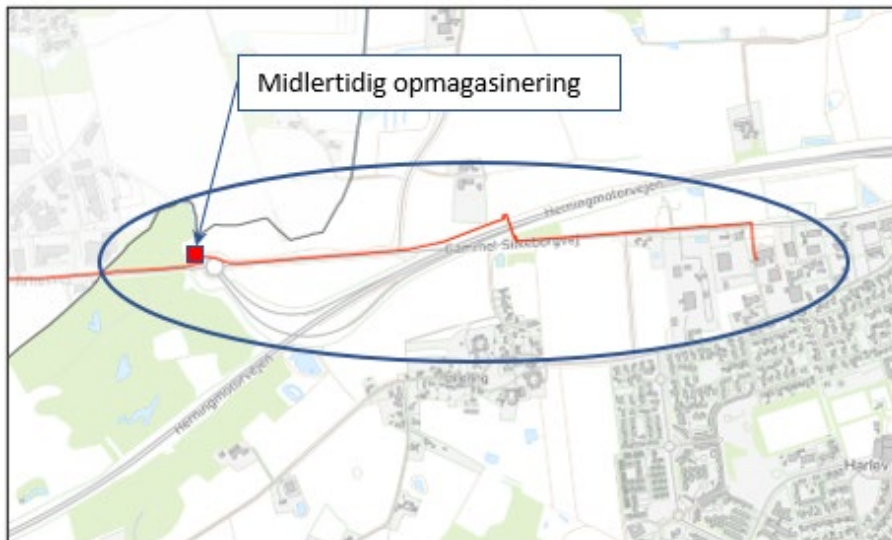 Midlertidig opmagasinering
Herningmotorvejen
Gammel Silkeborgvej
Herningmotorvejen
Harlev